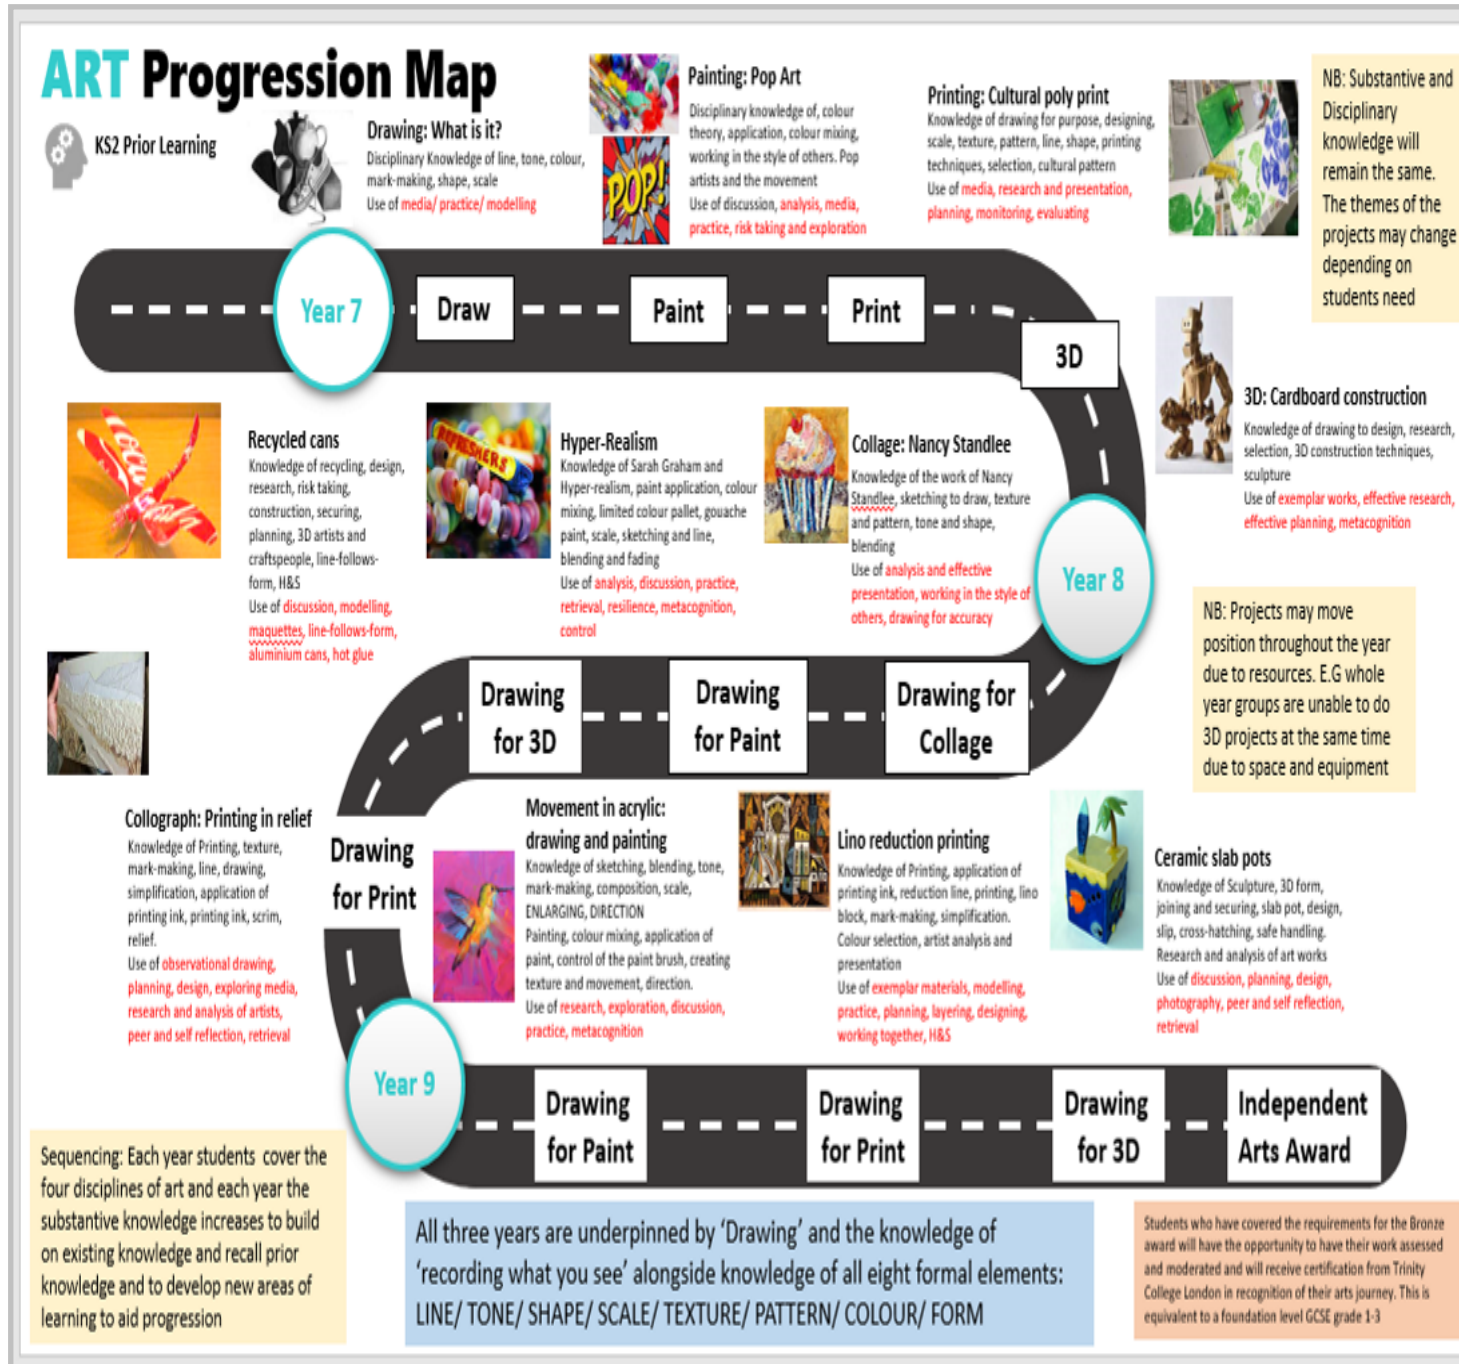 ART Progression Map
KS2 Prior Learning
Drawing: What is it?
Disciplinary Knowledge of line, tone, colour,
mark-making, shape, scale
Use of media/ practice/ modelling
Painting: Pop Art
Disciplinary knowledge of, colour
theory, application, colour mixing,
working in the style of others. Pop
artists and the movement
Use of discussion, analysis, media,
practice, risk taking and exploration
POP!
Printing: Cultural poly print
Knowledge of drawing for purpose, designing,
scale, texture, pattern, line, shape, printing
techniques, selection, cultural pattern
Use of media, research and presentation,
planning, monitoring, evaluating
NB: Substantive and
Disciplinary
knowledge will
remain the same.
The themes of the
projects may change
depending on
students need
Year 7
Draw
Paint
Print
3D
3D: Cardboard construction
Knowledge of drawing to design, research,
selection, 3D construction techniques,
sculpture
Use of exemplar works, effective research,
effective planning, metacognition
Recycled cans
Knowledge of recycling, design,
research, risk taking,
construction, securing,
planning, 3D artists and
craftspeople, line-follows-
form, H&S
Use of discussion, modelling,
maquettes, line-follows-form,
aluminium cans, hot glue
REFRESHERS
Hyper-Realism
Knowledge of Sarah Graham and
Hyper-realism, paint application, colour
mixing, limited colour pallet, gouache
paint, scale, sketching and line,
blending and fading
Use of analysis, discussion, practice,
retrieval, resilience, metacognition,
control
Collage: Nancy Standlee
Knowledge of the work of Nancy
Standlee, sketching to draw, texture
and pattern, tone and shape,
blending
Use of analysis and effective
presentation, working in the style of
others, drawing for accuracy
Year 8
NB: Projects may move
position throughout the year
due to resources. E.G whole
year groups are unable to do
3D projects at the same time
due to space and equipment
Drawing
for 3D
Drawing
for Paint
Drawing for
Collage
Collograph: Printing in relief
Knowledge of Printing, texture,
mark-making, line, drawing,
simplification, application of
printing ink, printing ink, scrim,
relief.
Use of observational drawing,
planning, design, exploring media,
research and analysis of artists,
peer and self reflection, retrieval
Drawing
for Print
Movement in acrylic:
drawing and painting
Knowledge of sketching, blending, tone,
mark-making, composition, scale,
ENLARGING, DIRECTION
Painting, colour mixing, application of
paint, control of the paint brush, creating
texture and movement, direction.
Use of research, exploration, discussion,
practice, metacognition
Lino reduction printing
Knowledge of Printing, application of
printing ink, reduction line, printing, lino
block, mark-making, simplification.
Colour selection, artist analysis and
presentation
Use of exemplar materials, modelling,
practice, planning, layering, designing,
working together, H&S
Ceramic slab pots
Knowledge of Sculpture, 3D form,
joining and securing, slab pot, design,
slip, cross-hatching, safe handling.
Research and analysis of art works
Use of discussion, planning, design,
photography, peer and self reflection,
retrieval
Year 9
Drawing
for Paint
Drawing
for Print
Drawing
for 3D
Independent
Arts Award
Sequencing: Each year students cover the
four disciplines of art and each year the
substantive knowledge increases to build
on existing knowledge and recall prior
knowledge and to develop new areas of
learning to aid progression
All three years are underpinned by ‘Drawing’ and the knowledge of
‘recording what you see’ alongside knowledge of all eight formal elements:
LINE/ TONE/ SHAPE/ SCALE/ TEXTURE/ PATTERN/ COLOUR/ FORM
Students who have covered the requirements for the Bronze
award will have the opportunity to have their work assessed
and moderated and will receive certification from Trinity
College London in recognition of their arts journey. This is
equivalent to a foundation level GCSE grade 1-3